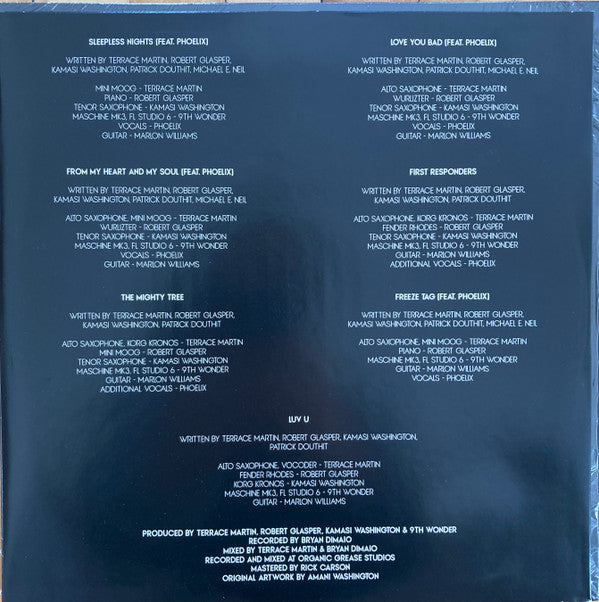 SLEEPLESS NIGHTS (FEAT. PHOELIX)
WRITTEN BY TERRACE MARTIN, ROBERT GLASPER,
KAMASI WASHINGTON, PATRICK DOUTHIT, MICHAEL E. NEIL
MINI MOOG - TERRACE MARTIN
PIANO - ROBERT GLASPER
TENOR SAXOPHONE - KAMASI WASHINGTON
MASCHINE MK3, FL STUDIO 6 - 9TH WONDER
VOCALS - PHOELIX
GUITAR - MARLON WILLIAMS
FROM MY HEART AND MY SOUL (FEAT. PHOELIX)
WRITTEN BY TERRACE MARTIN, ROBERT GLASPER,
KAMASI WASHINGTON, PATRICK DOUTHIT, MICHAEL E. NEIL
ALTO SAXOPHONE, MINI MOOG - TERRACE MARTIN
WURLITZER - ROBERT GLASPER
TENOR SAXOPHONE - KAMASI WASHINGTON
MASCHINE MK3, FL STUDIO 6 - 9TH WONDER
VOCALS - PHOELIX
GUITAR - MARLON WILLIAMS
THE MIGHTY TREE
WRITTEN BY TERRACE MARTIN, ROBERT GLASPER,
KAMASI WASHINGTON, PATRICK DOUTHIT
ALTO SAXOPHONE, KORG KRONOS - TERRACE MARTIN
MINI MOOG - ROBERT GLASPER
TENOR SAXOPHONE - KAMASI WASHINGTON
MASCHINE MK3, FL STUDIO 6 - 9TH WONDER
GUITAR - MARLON WILLIAMS
ADDITIONAL VOCALS - PHOELIX
LOVE YOU BAD (FEAT. PHOELIX)
WRITTEN BY TERRACE MARTIN, ROBERT GLASPER,
KAMASI WASHINGTON, PATRICK DOUTHIT, MICHAEL E. NEIL
ALTO SAXOPHONE - TERRACE MARTIN
WURLITZER - ROBERT GLASPER
TENOR SAXOPHONE - KAMASI WASHINGTON
MASCHINE MK3, FL STUDIO 6 - 9TH WONDER
VOCALS - PHOELIX
GUITAR - MARLON WILLIAMS
FIRST RESPONDERS
WRITTEN BY TERRACE MARTIN, ROBERT GLASPER,
KAMASI WASHINGTON, PATRICK DOUTHIT
ALTO SAXOPHONE, KORG KRONOS - TERRACE MARTIN
FENDER RHODES - ROBERT GLASPER
TENOR SAXOPHONE - KAMASI WASHINGTON
MASCHINE MK3, FL STUDIO 6 - 9TH WONDER
GUITAR - MARLON WILLIAMS
ADDITIONAL VOCALS - PHOELIX
FREEZE TAG (FEAT. PHOELIX)
WRITTEN BY TERRACE MARTIN, ROBERT GLASPER,
KAMASI WASHINGTON, PATRICK DOUTHIT, MICHAEL E. NEIL
ALTO SAXOPHONE, MINI MOOG - TERRACE MARTIN
PIANO - ROBERT GLASPER
TENOR SAXOPHONE - KAMASI WASHINGTON
MASCHINE MK3, FL STUDIO 6 - 9TH WONDER
GUITAR - MARLON WILLIAMS
VOCALS - PHOELIX
LUV U
WRITTEN BY TERRACE MARTIN, ROBERT GLASPER, KAMASI WASHINGTON,
PATRICK DOUTHIT
ALTO SAXOPHONE, VOCODER - TERRACE MARTIN
FENDER RHODES - ROBERT GLASPER
KORG KRONOS - KAMASI WASHINGTON
MASCHINE MK3, FL STUDIO 6 - 9TH WONDER
GUITAR - MARLON WILLIAMS
PRODUCED BY TERRACE MARTIN, ROBERT GLASPER, KAMASI WASHINGTON & 9TH WONDER
RECORDED BY BRYAN DIMAIO
MIXED BY TERRACE MARTIN & BRYAN DIMAIO
RECORDED AND MIXED AT ORGANIC GREASE STUDIOS
MASTERED BY RICK CARSON
ORIGINAL ARTWORK BY AMANI WASHINGTON